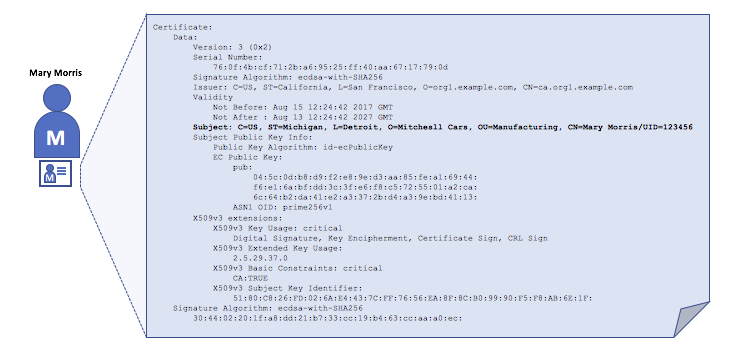 Mary Morris
M
M
Certificate:
Data:
Version: 3 (0x2)
Serial Number:
76:0f:4b:cf:71:2b:a6:95:25:ff:40:aa:67:17:79:0d
Signature Algorithm: ecdsa-with-SHA256
Issuer: C=US, ST=California, L=San Francisco, O=org1.example.com, CN=ca.org1.example.com
Validity
Not Before: Aug 15 12:24:42 2017 GMT
Not After : Aug 13 12:24:42 2027 GMT
Subject: C=US, ST=Michigan, L=Detroit, O=Mitcheall Cars, OU=Manufacturing, CN=Mary Morris/UID=123456
Subject Public Key Info:
Public Key Algorithm: id-ecPublicKey
EC Public Key:
pub:
04:5c:0d:b8:d9:f2:e8:9e:d3:aa:85:fe:a1:69:44:
f6:e1:6a:bf:dd:3c:3f:e6:f8:c5:72:55:01:a2:ca:
6c:64:b2:da:41:e2:a3:37:2b:d4:a3:9e:bd:41:13:
ASN1 OID: prime256v1
X509v3 extensions:
X509v3 Key Usage: critical
Digital Signature, Key Encipherment, Certificate Sign, CRL Sign
X509v3 Extended Key Usage:
2.5.29.37.0
X509v3 Basic Constraints: critical
CA:TRUE
X509v3 Subject Key Identifier:
51:80:C8:26:FD:02:6A:E4:43:7C:FF:76:56:EA:8F:8C:B0:99:90:F5:F8:AB:6E:1F:
Signature Algorithm: ecdsa-with-SHA256
30:44:02:20:1f:a8:dd:21:b7:33:cc:19:b4:63:cc:aa:a0:ec: